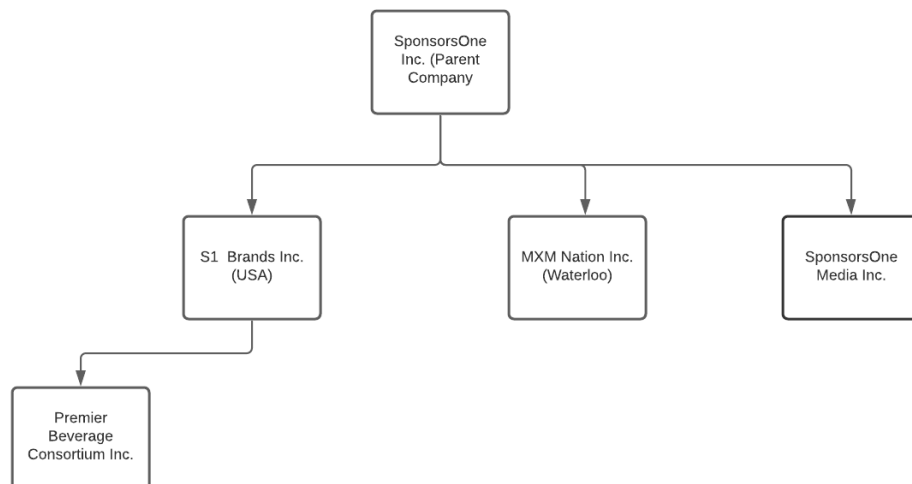 SponsorsOne
Inc. (Parent
Company
S1  Brands Inc.
(USA)
MXM Nation Inc.
(Waterloo)
SponsorsOne
Media Inc.
Premier
Beverage
Consortium Inc.